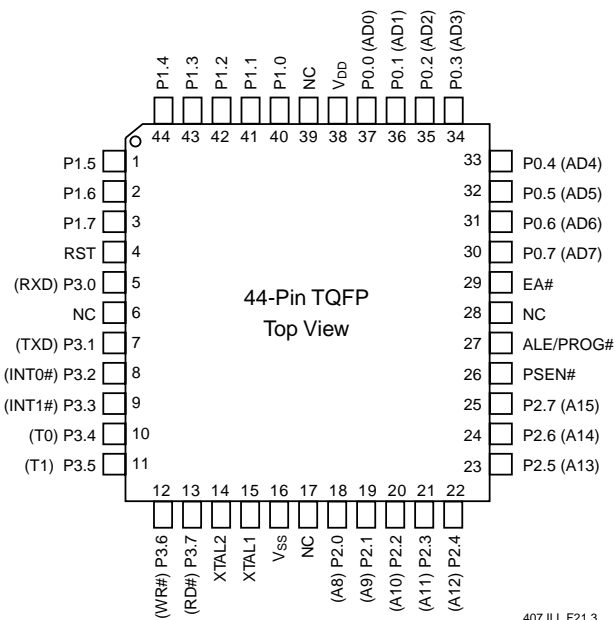 P1.4
P1.3
P1.2
P1.1
P1.0
NC
VDD
P0.0 (AD0)
P0.1 (AD1)
P0.2 (AD2)
P0.3 (AD3)
44 43 42 41 40 39 38 37 36 35 34
P1.5 1
P1.6 2
P1.7 3
RST 4
(RXD) P3.0 5
NC 6
(TXD) P3.1 7
(INT0#) P3.2 8
(INT1#) P3.3 9
(T0) P3.4 10
(T1) P3.5 11
44-Pin TQFP
Top View
33 P0.4 (AD4)
32 P0.5 (AD5)
31 P0.6 (AD6)
30 P0.7 (AD7)
29 EA#
28 NC
27 ALE/PROG#
26 PSEN#
25 P2.7 (A15)
24 P2.6 (A14)
23 P2.5 (A13)
12 13 14 15 16 17 18 19 20 21 22
(WR#) P3.6
(RD#) P3.7
XTAL2
XTAL1
VSS
NC
(A8) P2.0
(A9) P2.1
(A10) P2.2
(A11) P2.3
(A12) P2.4
407 ILL F21.3